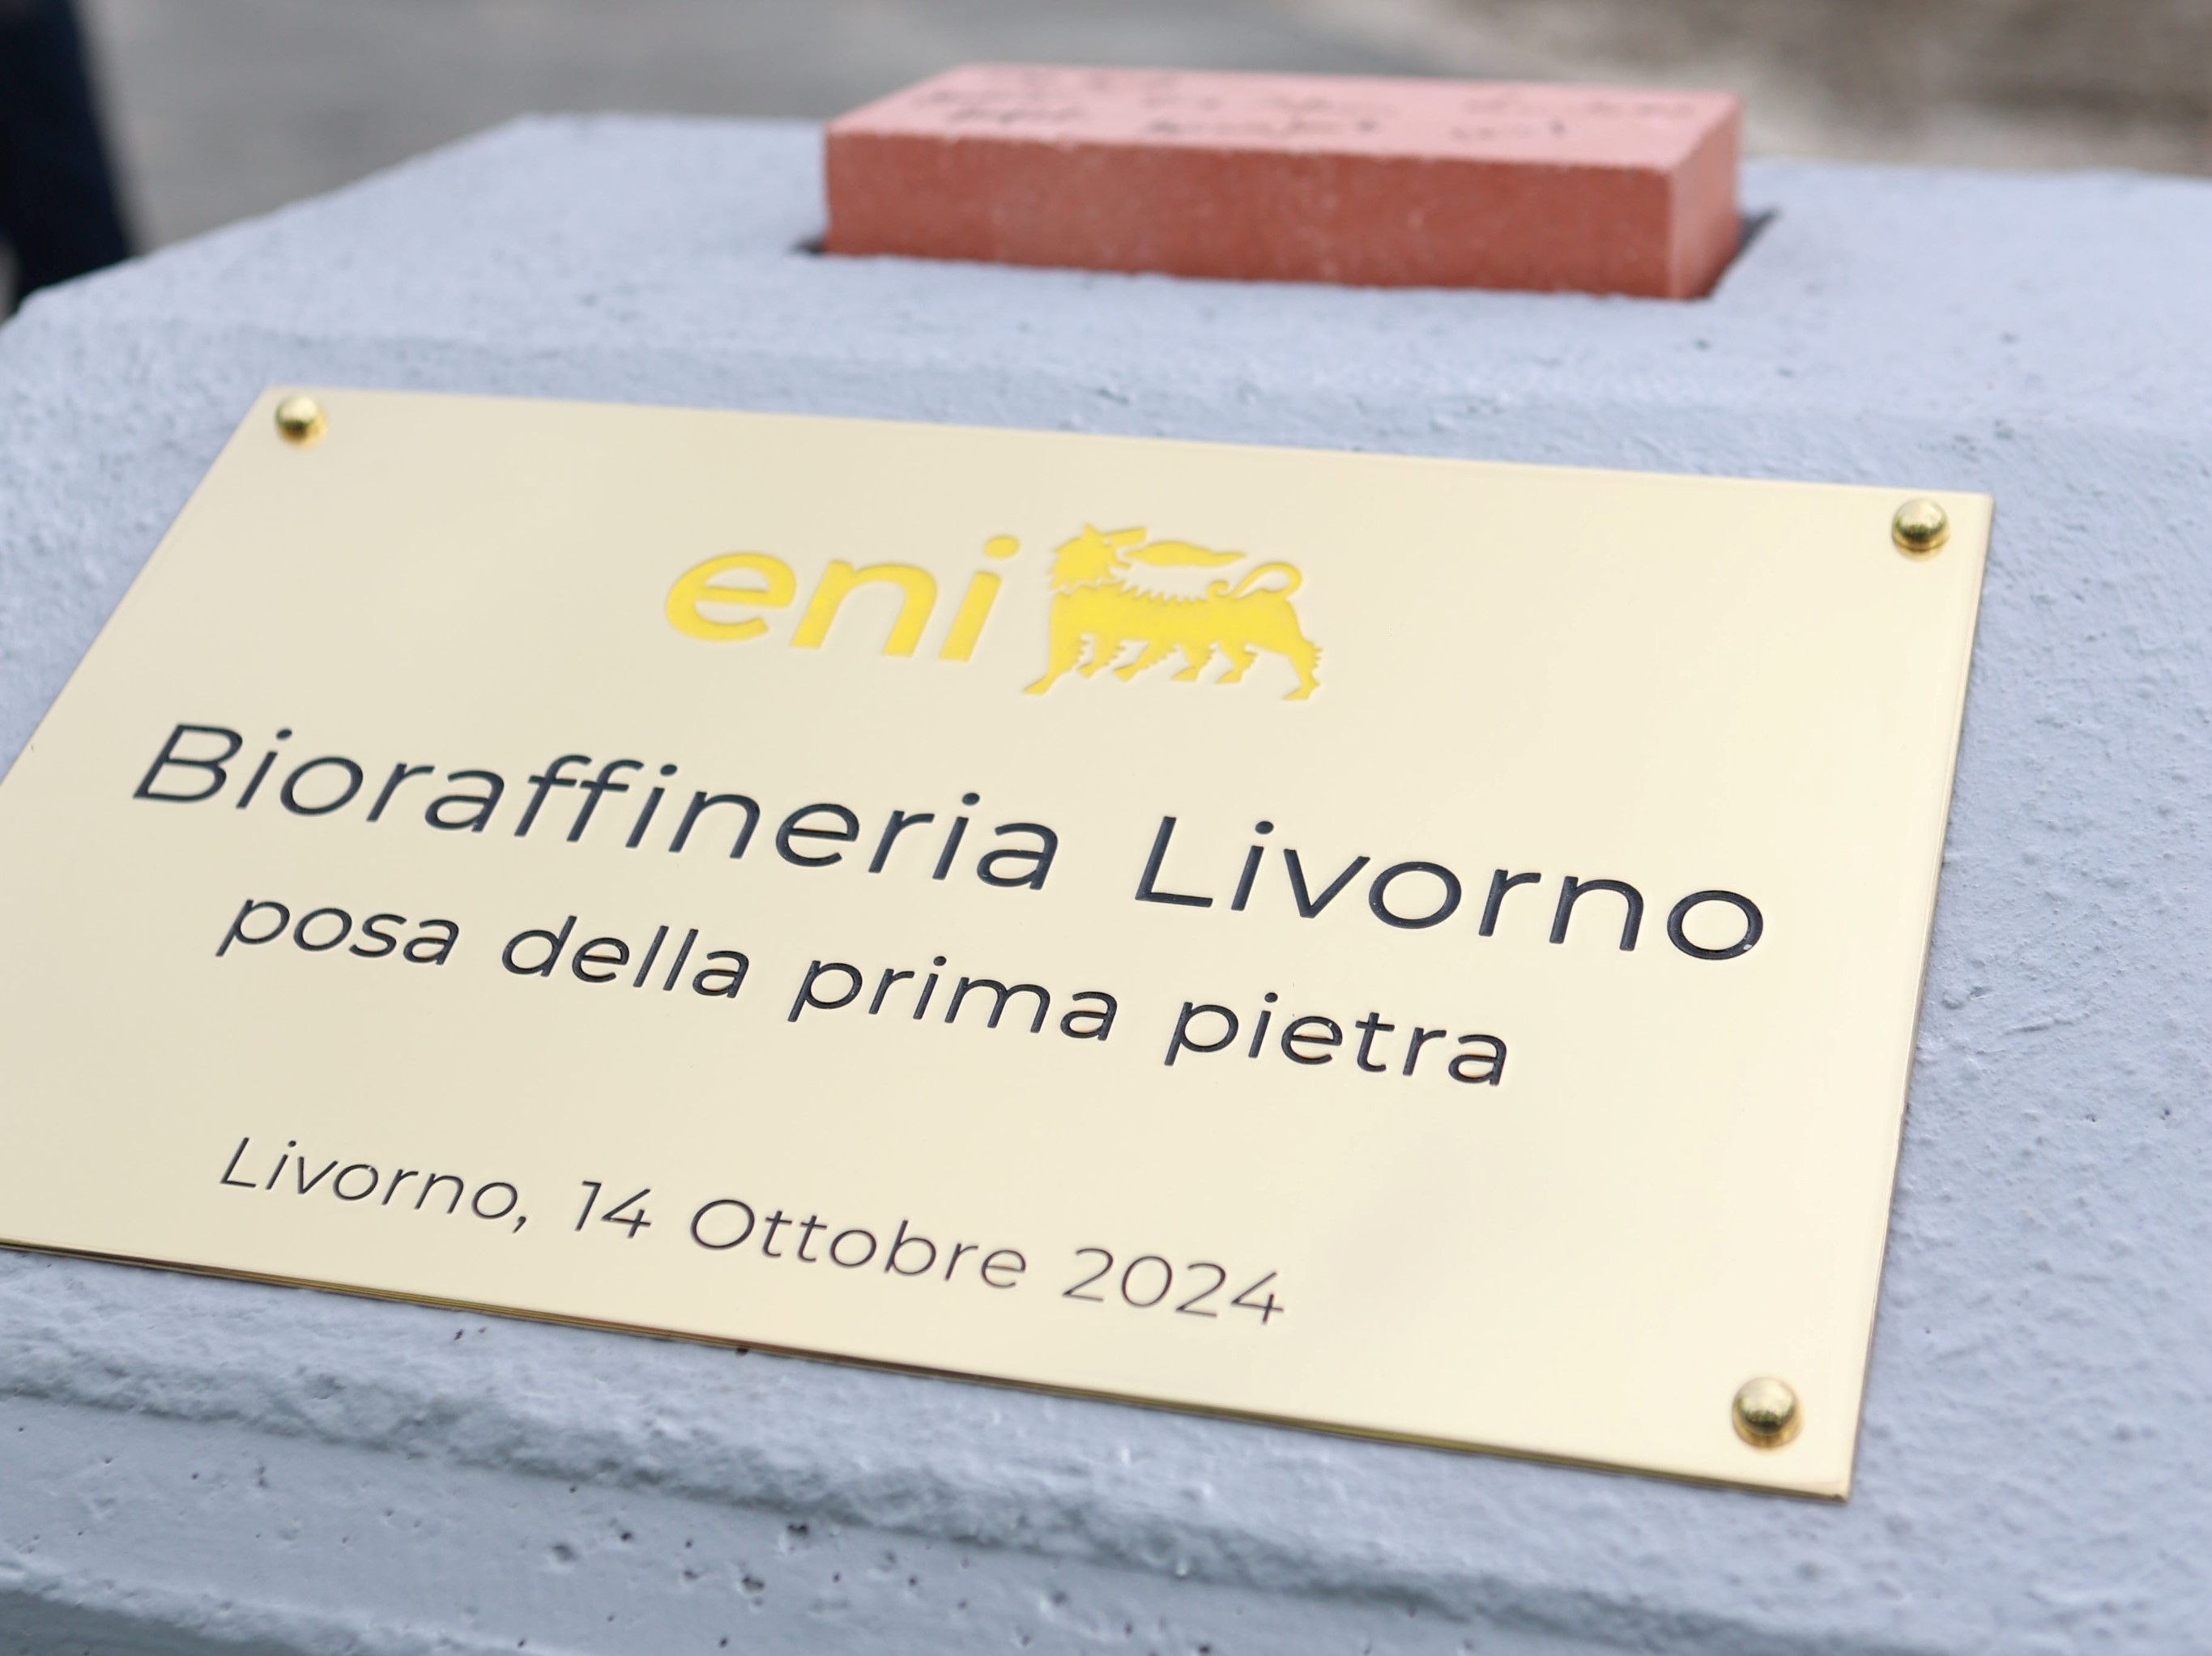 eni
Bioraffineria Livorno
posa della prima pietra
Livorno, 14 Ottobre 2024